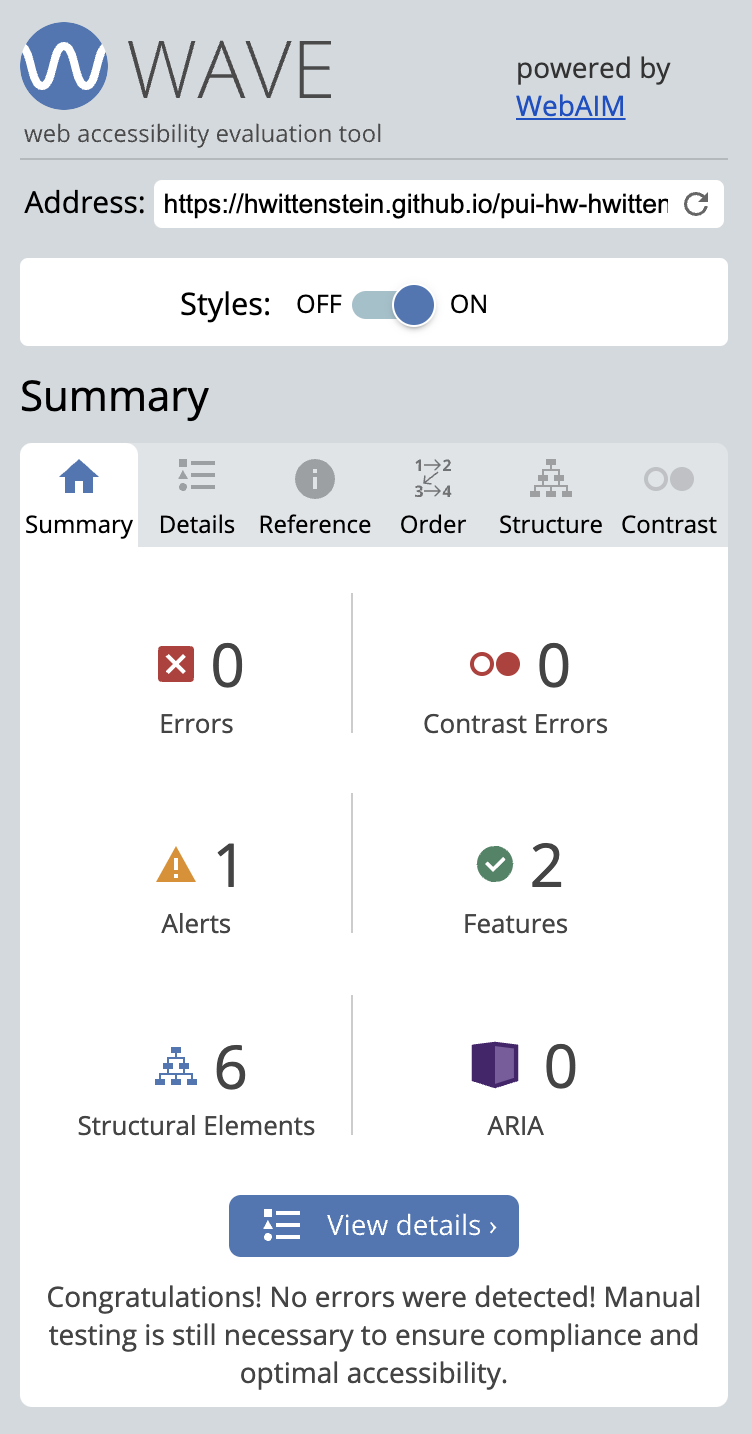 WAVE
powered by
WebAIM
web accessibility evaluation tool
Address: https://hwittenstein.github.io/pui-hw-hwitten
Styles: OFF ON
Summary
1 2
3 4
Summary Details Reference Order Structure Contrast
0 0
Errors Contrast Errors
1 2
Alerts Features
6 0
Structural Elements ARIA
View details ›
Congratulations! No errors were detected! Manual
testing is still necessary to ensure compliance and
optimal accessibility.